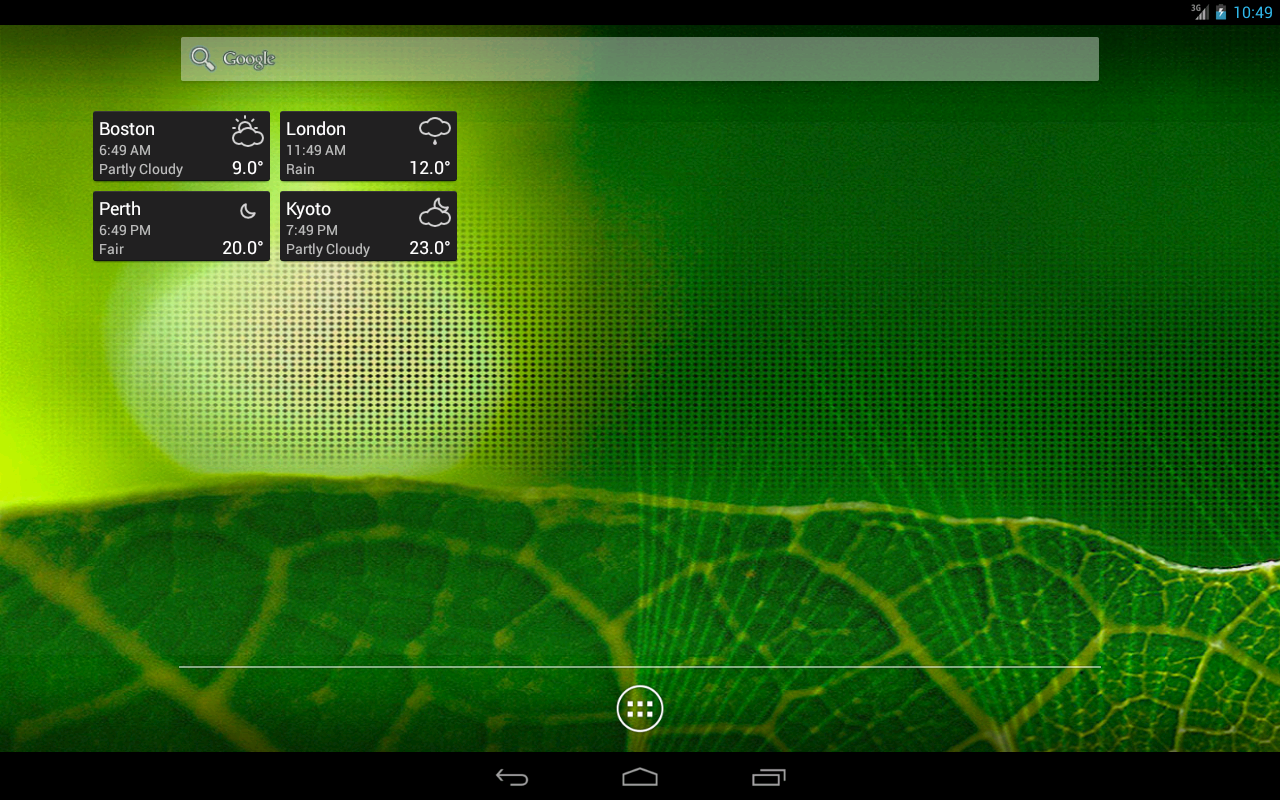 3G 10:49
Google
Boston
6:49 AM
Partly Cloudy 9.0°
London
11:49 AM
Rain 12.0°
Perth
6:49 PM
Fair 20.0°
Kyoto
7:49 PM
Partly Cloudy 23.0°